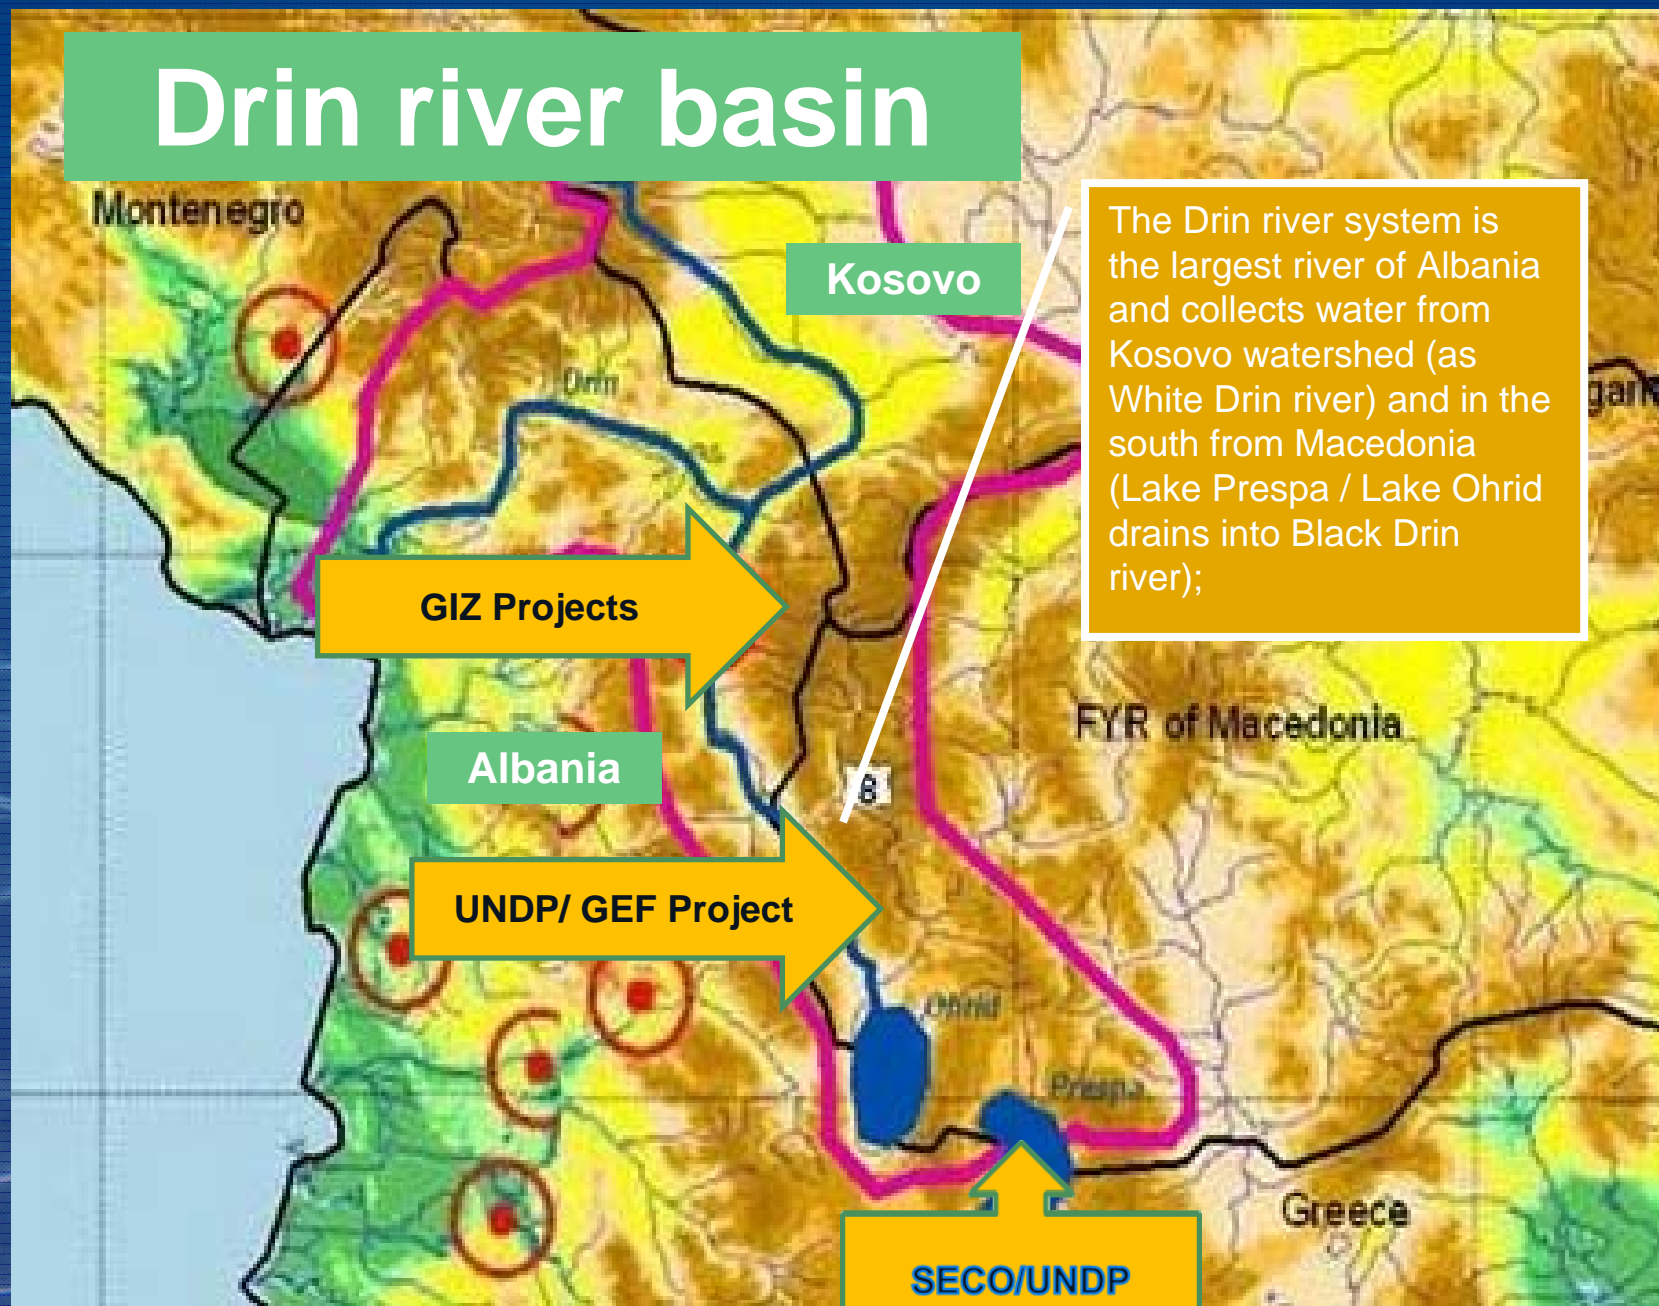 Drin river basin
Montenegro
Kosovo
The Drin river system is
the largest river of Albania
and collects water from
Kosovo watershed (as
White Drin river) and in the
south from Macedonia
(Lake Prespa / Lake Ohrid
drains into Black Drin
river);
Drin
GIZ Projects
FYR of Macedonia
Albania
8
UNDP/ GEF Project
Ohrid
Prespa
Greece
SECO/UNDP